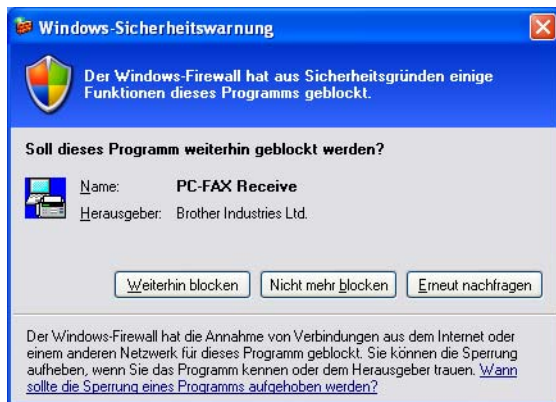 Windows-Sicherheitswarnung
Der Windows-Firewall hat aus Sicherheitsgründen einige
Funktionen dieses Programms geblockt.
Soll dieses Programm weiterhin geblockt werden?
Name: PC-FAX Receive
Herausgeber: Brother Industries Ltd.
Weiterhin blocken Nicht mehr blocken Erneut nachfragen
Der Windows-Firewall hat die Annahme von Verbindungen aus dem Internet oder
einem anderen Netzwerk für dieses Programm geblockt. Sie können die Sperrung
aufheben, wenn Sie das Programm kennen oder dem Herausgeber trauen. Wann
sollte die Sperrung eines Programms aufgehoben werden?